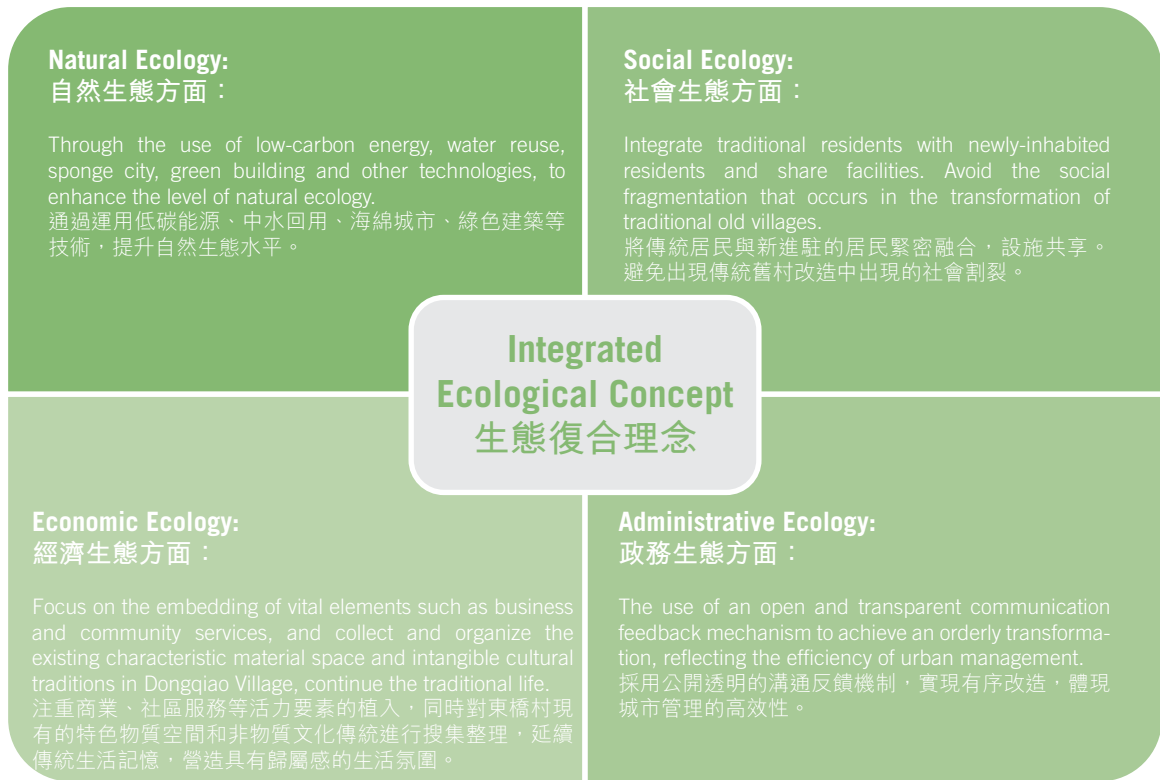 Natural Ecology:
自然生態方面：
Through the use of low-carbon energy, water reuse,
sponge city, green building and other technologies, to
enhance the level of natural ecology.
通過運用低碳能源、中水回用、海綿城市、綠色建築等
技術，提升自然生態水平。
Social Ecology:
社會生態方面：
Integrate traditional residents with newly-inhabited
residents and share facilities. Avoid the social
fragmentation that occurs in the transformation of
traditional old villages.
將傳統居民與新進駐的居民緊密融合，設施共享。
避免出現傳統舊村改造中出現的社會割裂。
Integrated
Ecological Concept
生態復合理念
Economic Ecology:
經濟生態方面：
Focus on the embedding of vital elements such as business
and community services, and collect and organize the
existing characteristic material space and intangible cultural
traditions in Dongqiao Village, continue the traditional life.
注重商業、社區服務等活力要素的植入，同時對東橋村現
有的特色物質空間和非物質文化傳統進行搜集整理，延續
傳統生活記憶，營造具有歸屬感的生活氛圍。
Administrative Ecology:
政務生態方面：
The use of an open and transparent communication
feedback mechanism to achieve an orderly transforma-
tion, reflecting the efficiency of urban management.
採用公開透明的溝通反饋機制，實現有序改造，體現
城市管理的高效性。